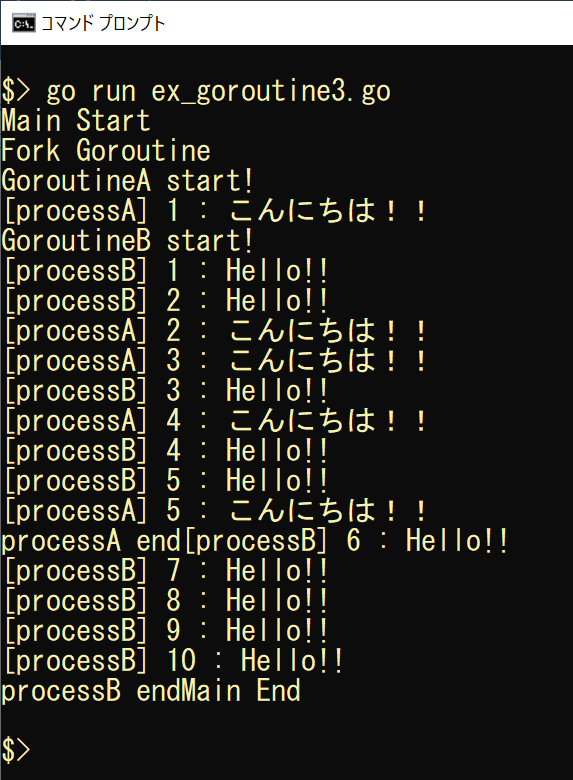 コマンド プロンプト
$> go run ex_goroutine3.go
Main Start
Fork Goroutine
GoroutineA start!
[processA] 1 : こんにちは！！
GoroutineB start!
[processB] 1 : Hello!!
[processB] 2 : Hello!!
[processA] 2 : こんにちは！！
[processA] 3 : こんにちは！！
[processB] 3 : Hello!!
[processA] 4 : こんにちは！！
[processB] 4 : Hello!!
[processB] 5 : Hello!!
[processA] 5 : こんにちは！！
processA end[processB] 6 : Hello!!
[processB] 7 : Hello!!
[processB] 8 : Hello!!
[processB] 9 : Hello!!
[processB] 10 : Hello!!
processB endMain End
$>